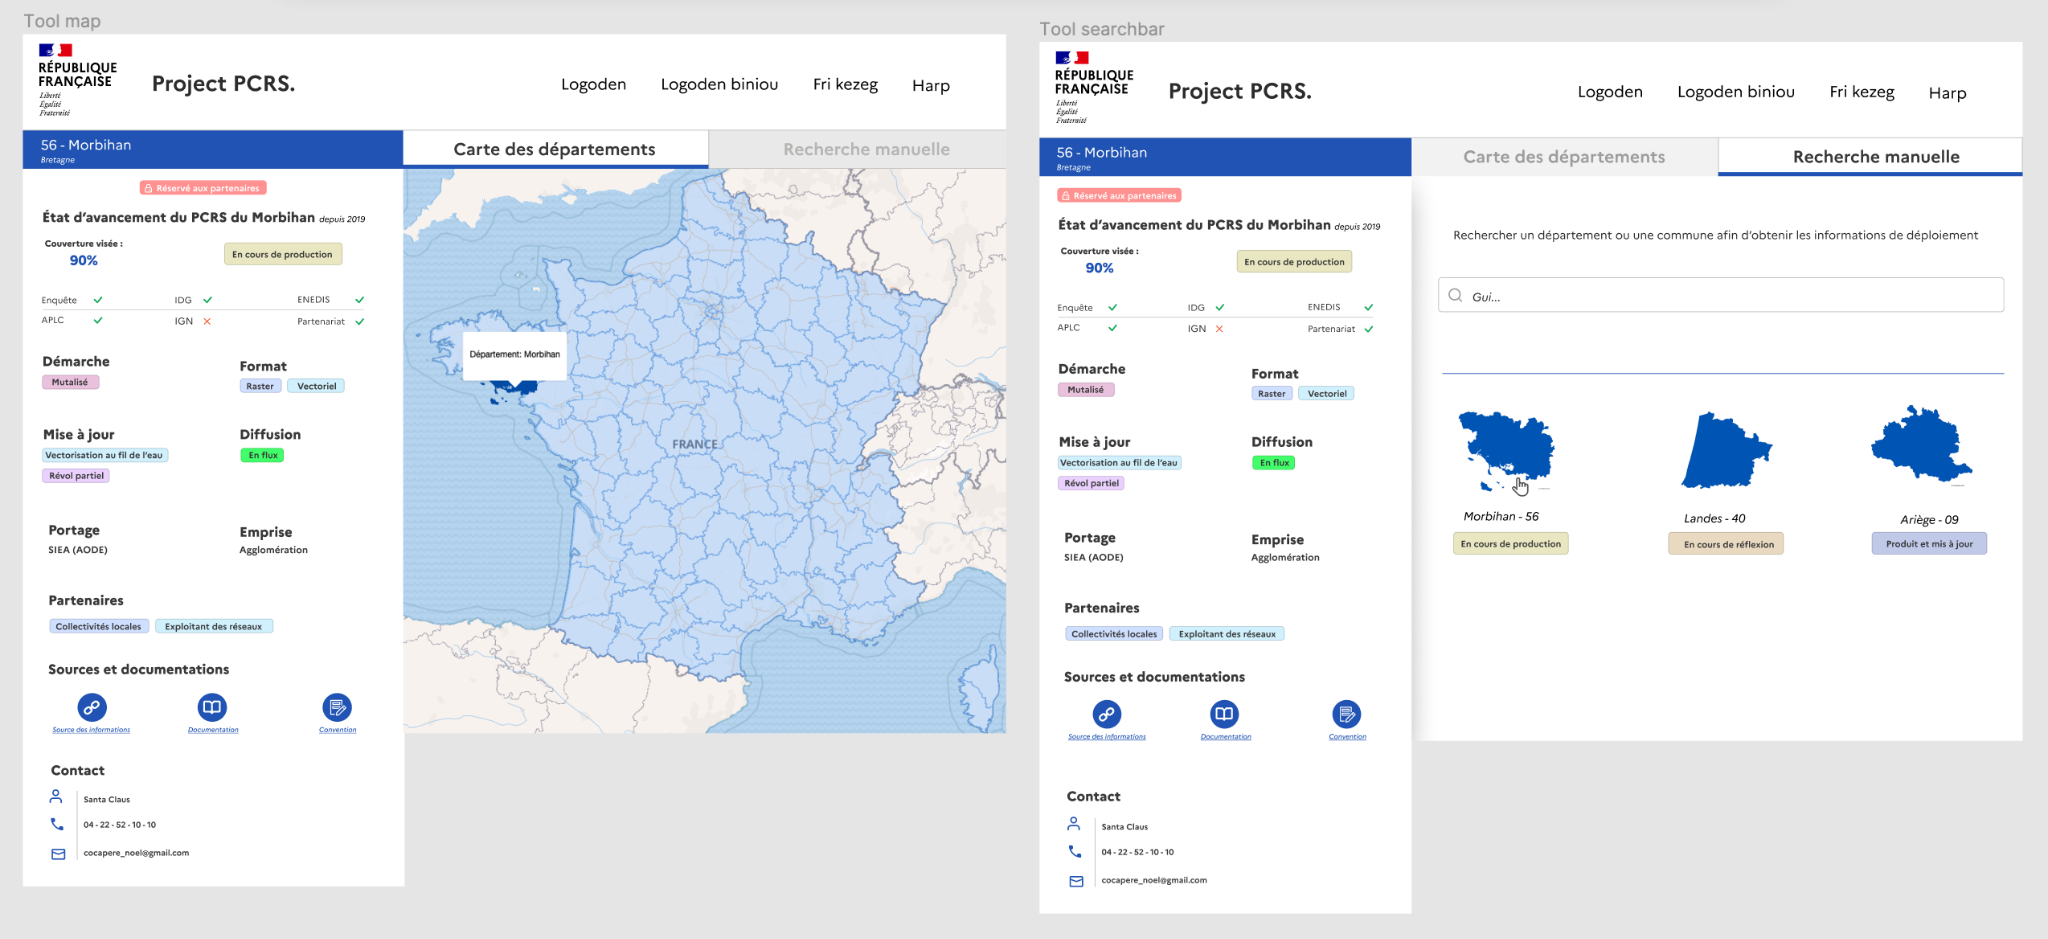 Tool map
RÉPUBLIQUE
FRANÇAISE
Liberté
Égalité
Fraternité
Project PCRS.
Logoden
Logoden biniou
Fri kezeg
Harp
56 - Morbihan
Bretagne
Carte des départements
Recherche manuelle
Réservé aux partenaires
État d’avancement du PCRS du Morbihan depuis 2019
Couverture visée :
90%
En cours de production
Enquête
IDG
ENEDIS
APLC
IGN
Partenariat
Démarche
Mutalisé
Format
Raster
Vectoriel
Mise à jour
Vectorisation au fil de l’eau
Révol partiel
Diffusion
En flux
Portage
SIEA (AODE)
Emprise
Agglomération
Partenaires
Collectivités locales
Exploitant des réseaux
Sources et documentations
Source des informations
Documentation
Convention
Contact
Santa Claus
04 - 22 - 52 - 10 - 10
cocapere_noel@gmail.com
Département: Morbihan
FRANCE
Tool searchbar
RÉPUBLIQUE
FRANÇAISE
Liberté
Égalité
Fraternité
Project PCRS.
Logoden
Logoden biniou
Fri kezeg
Harp
56 - Morbihan
Bretagne
Carte des départements
Recherche manuelle
Réservé aux partenaires
État d’avancement du PCRS du Morbihan depuis 2019
Couverture visée :
90%
En cours de production
Enquête
IDG
ENEDIS
APLC
IGN
Partenariat
Démarche
Mutalisé
Format
Raster
Vectoriel
Mise à jour
Vectorisation au fil de l’eau
Révol partiel
Diffusion
En flux
Portage
SIEA (AODE)
Emprise
Agglomération
Partenaires
Collectivités locales
Exploitant des réseaux
Sources et documentations
Source des informations
Documentation
Convention
Contact
Santa Claus
04 - 22 - 52 - 10 - 10
cocapere_noel@gmail.com
Rechercher un département ou une commune afin d’obtenir les informations de déploiement
Gui...
Morbihan - 56
En cours de production
Landes - 40
En cours de réflexion
Ariège - 09
Produit et mis à jour